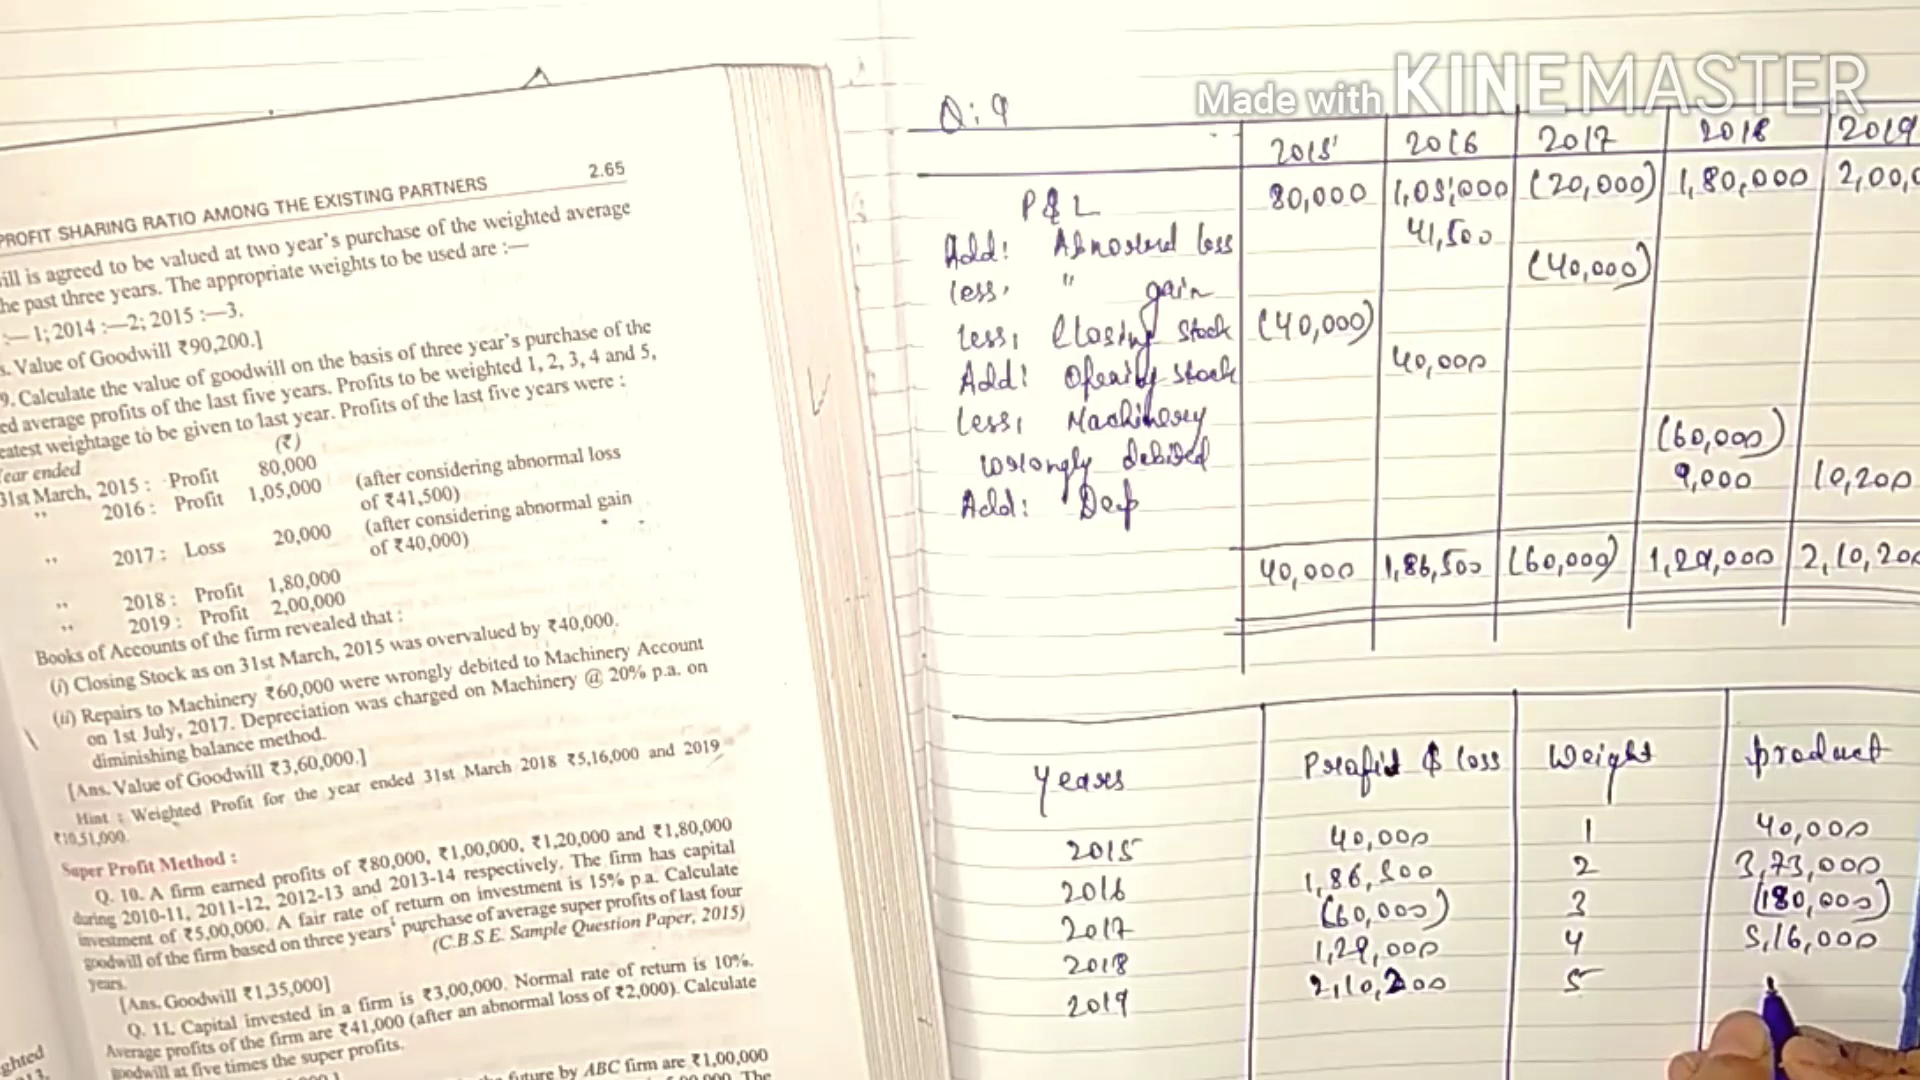 Made with KINEMASTER
PROFIT SHARING RATIO AMONG THE EXISTING PARTNERS 2.65
ill is agreed to be valued at two year's purchase of the weighted average
he past three years. The appropriate weights to be used are :—
:— 1; 2014 :—2; 2015 :—3.
s. Value of Goodwill ₹90,200.]
9. Calculate the value of goodwill on the basis of three year's purchase of the
ed average profits of the last five years. Profits to be weighted 1, 2, 3, 4 and 5,
eatest weightage to be given to last year. Profits of the last five years were :
Year ended (₹)
31st March, 2015 : Profit 80,000
,, 2016 : Profit 1,05,000 (after considering abnormal loss
of ₹41,500)
,, 2017 : Loss 20,000 (after considering abnormal gain
of ₹40,000)
,, 2018 : Profit 1,80,000
,, 2019 : Profit 2,00,000
Books of Accounts of the firm revealed that :
(i) Closing Stock as on 31st March, 2015 was overvalued by ₹40,000.
(ii) Repairs to Machinery ₹60,000 were wrongly debited to Machinery Account
on 1st July, 2017. Depreciation was charged on Machinery @ 20% p.a. on
diminishing balance method.
[Ans. Value of Goodwill ₹3,60,000.]
Hint : Weighted Profit for the year ended 31st March 2018 ₹5,16,000 and 2019
₹10,51,000.
Super Profit Method :
Q. 10. A firm earned profits of ₹80,000, ₹1,00,000, ₹1,20,000 and ₹1,80,000
during 2010-11, 2011-12, 2012-13 and 2013-14 respectively. The firm has capital
investment of ₹5,00,000. A fair rate of return on investment is 15% p.a. Calculate
goodwill of the firm based on three years' purchase of average super profits of last four
years. (C.B.S.E. Sample Question Paper, 2015)
[Ans. Goodwill ₹1,35,000]
Q. 11. Capital invested in a firm is ₹3,00,000. Normal rate of return is 10%.
Average profits of the firm are ₹41,000 (after an abnormal loss of ₹2,000). Calculate
goodwill at five times the super profits.
future by ABC firm are ₹1,00,000
The
ghted
Q: 9
2015 2016 2017 2018 2019
P & L 80,000 1,05,000 (20,000) 1,80,000 2,00,0
Add: Abnormal loss 41,500
less: " gain (40,000)
less: Closing Stock (40,000)
Add: Opening Stock 40,000
less: Machinery
wrongly debited (60,000)
Add: Dep 9,000 10,200
40,000 1,86,500 (60,000) 1,29,000 2,10,200
Years Profit & loss Weight product
2015 40,000 1 40,000
2016 1,86,500 2 3,73,000
2017 (60,000) 3 (180,000)
2018 1,29,000 4 5,16,000
2019 2,10,200 5